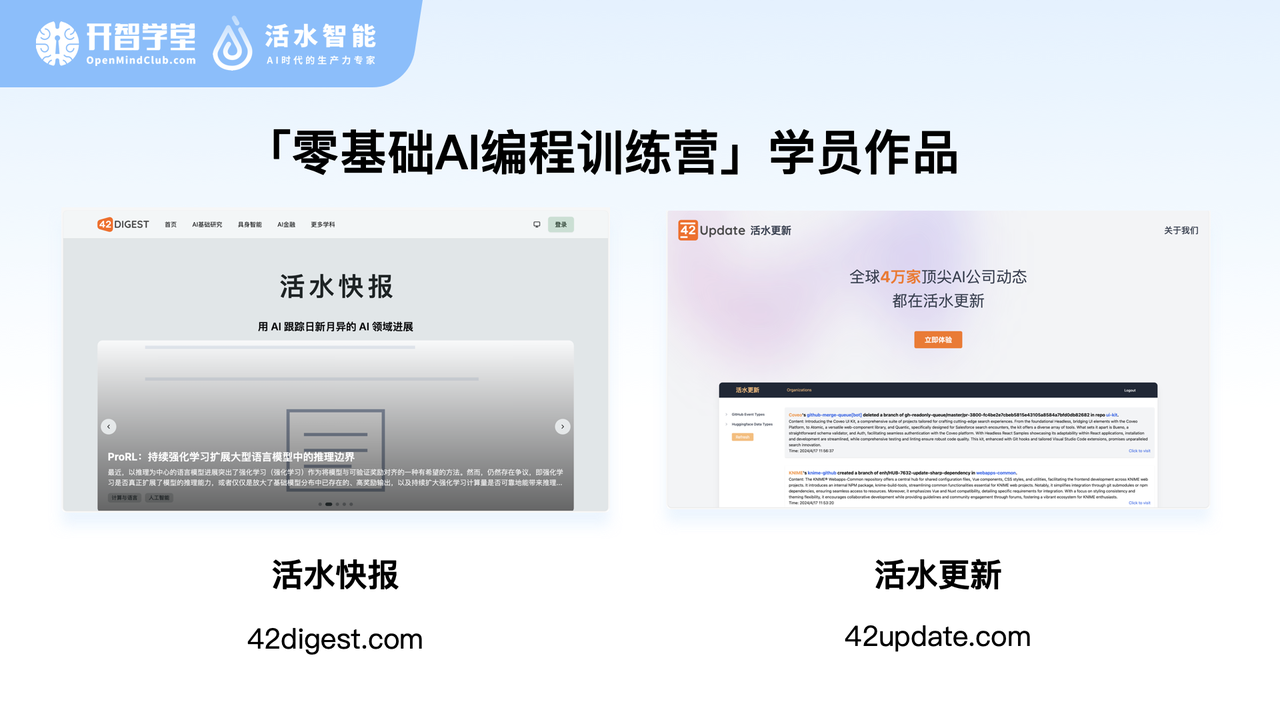 开智学堂
OpenMindClub.com
活水智能
AI时代的生产力专家
「零基础AI编程训练营」学员作品
42 DIGEST 首页 AI基础研究 具身智能 AI金融 更多学科 登录
活水快报
用 AI 跟踪日新月异的 AI 领域进展
ProRL：持续强化学习扩展大型语言模型中的推理边界
最近，以推理为中心的语言模型进展突出了强化学习（强化学习）作为将模型与可验证奖励对齐的一种有希望的方法。然而，仍然存在争议，即强化学
习是否真正扩展了模型的推理能力，或者仅仅是放大了基础模型分布中已存在的、高奖励输出，以及持续扩大强化学习计算量是否可靠地能带来推理...
计算与语言 人工智能
活水快报
42digest.com
42 Update 活水更新 关于我们
全球4万家顶尖AI公司动态
都在活水更新
立即体验
活水更新 Organizations Logout
GitHub Event Types
Huggingface Data Types
Coveo's github-merge-queue[bot] deleted a branch of gh-readonly-queue/master/pr-3800-fc4be2e7cbeb5815e43105a8584a7bfd0db82682 in repo ui-kit.
Content: Introducing the Coveo UI Kit, a comprehensive suite of projects tailored for crafting cutting-edge search experiences. From the foundational Headless, bridging UI elements with the Coveo
Platform, to Atomic, a versatile web-component library, and Quantic, specifically designed for Salesforce search encounters, the kit offers a diverse array of tools. What sets it apart is Bueno, a
straightforward schema validator, and Auth, facilitating seamless authentication with the Coveo platform. With Headless React Samples showcasing its adaptability within React applications, installation
and development are streamlined, while comprehensive testing and linting ensure robust code quality. This kit, enhanced with Git hooks and tailored Visual Studio Code extensions, promises unparalleled
search innovation.
Time: 2024/4/17 11:56:37 Click to visit
KNIME's knime-github created a branch of enh/HUB-7632-update-sharp-dependency in webapps-common.
Content: The KNIME® Webapps-Common repository offers a central hub for shared configuration files, Vue components, CSS styles, and utilities, facilitating the frontend development across KNIME web
projects. It introduces an internal NPM package, knime-build-tools, streamlining common functionalities essential for KNIME web projects. Notably, it simplifies integration through git submodules or npm
dependencies, ensuring seamless access to resources. Moreover, it emphasizes Vue and Nuxt compatibility, detailing specific requirements for integration. With a focus on styling consistency and
theming flexibility, it encourages collaborative development while providing guidelines and community engagement through forums, fostering a vibrant ecosystem for KNIME enthusiasts.
Time: 2024/4/17 11:53:20 Click to visit
活水更新
42update.com